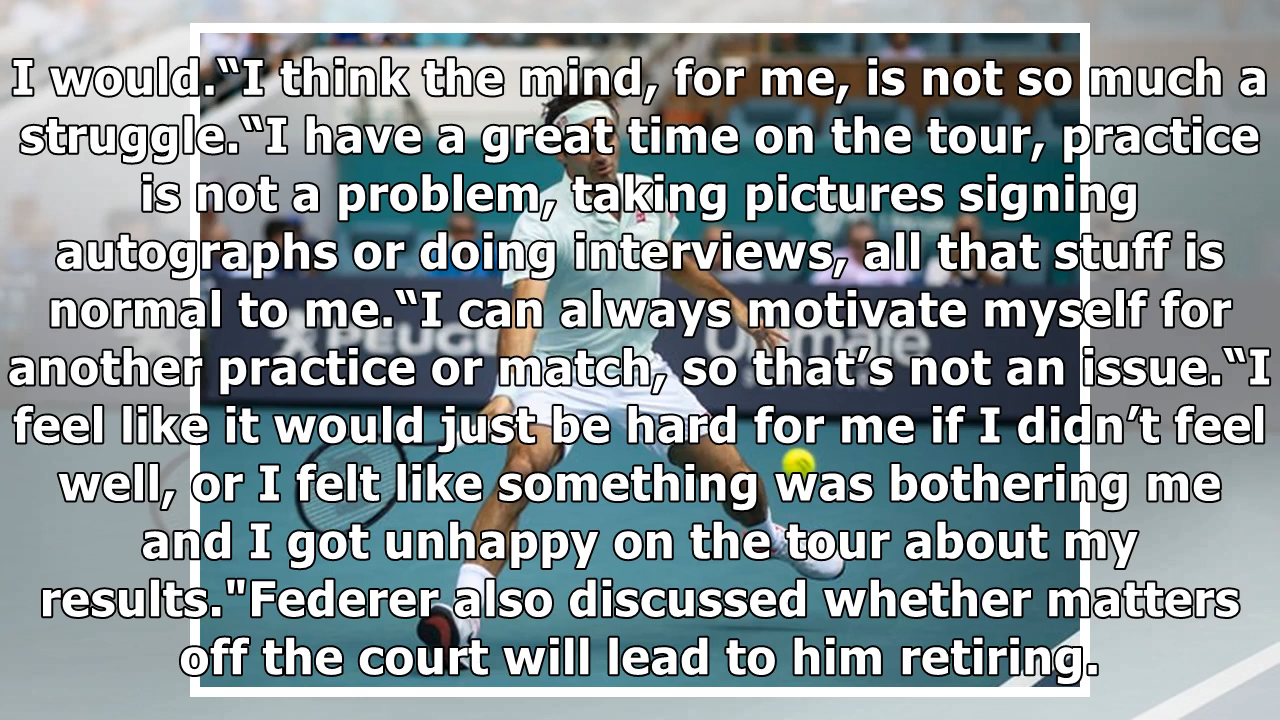 I would.“I think the mind, for me, is not so much a
struggle.“I have a great time on the tour, practice
is not a problem, taking pictures signing
autographs or doing interviews, all that stuff is
normal to me.“I can always motivate myself for
another practice or match, so that’s not an issue.“I
feel like it would just be hard for me if I didn’t feel
well, or I felt like something was bothering me
and I got unhappy on the tour about my
results."Federer also discussed whether matters
off the court will lead to him retiring.